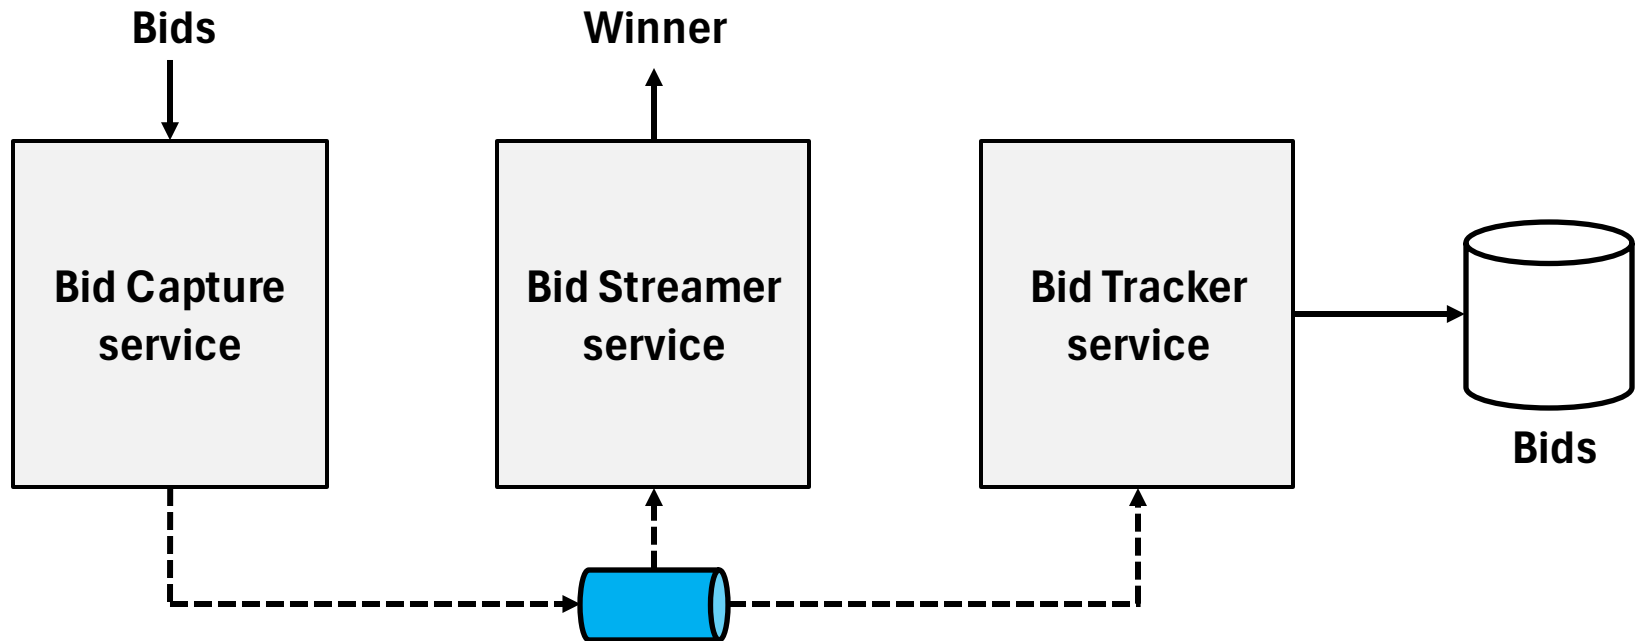 Bids
Winner
Bid Capture
service
Bid Streamer
service
Bid Tracker
service
Bids